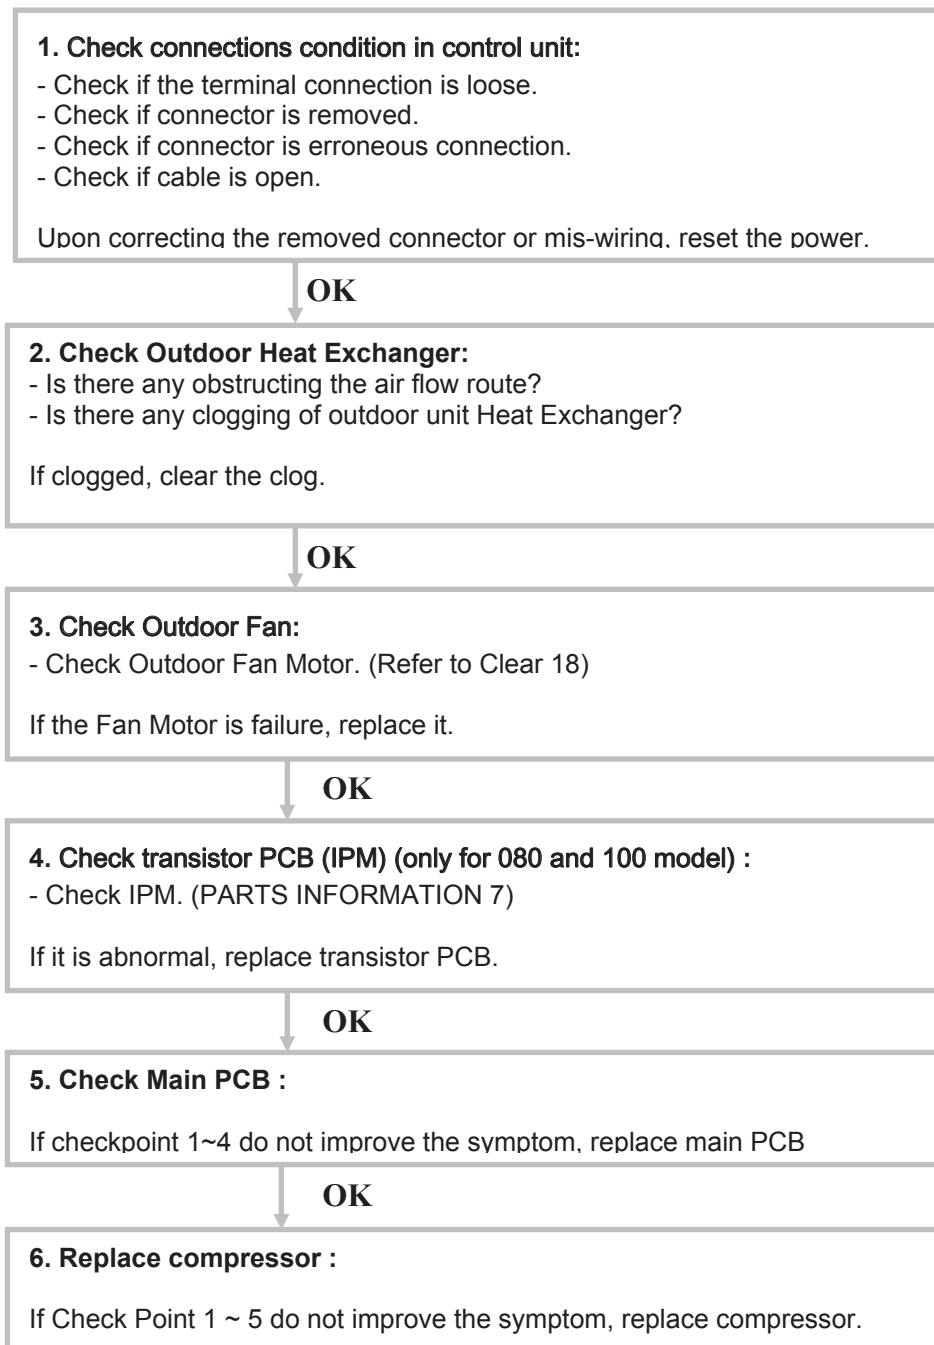 1. Check connections condition in control unit:
- Check if the terminal connection is loose.
- Check if connector is removed.
- Check if connector is erroneous connection.
- Check if cable is open.
Upon correcting the removed connector or mis-wiring, reset the power.
OK
2. Check Outdoor Heat Exchanger:
- Is there any obstructing the air flow route?
- Is there any clogging of outdoor unit Heat Exchanger?
If clogged, clear the clog.
OK
3. Check Outdoor Fan:
- Check Outdoor Fan Motor. (Refer to Clear 18)
If the Fan Motor is failure, replace it.
OK
4. Check transistor PCB (IPM) (only for 080 and 100 model) :
- Check IPM. (PARTS INFORMATION 7)
If it is abnormal, replace transistor PCB.
OK
5. Check Main PCB :
If checkpoint 1~4 do not improve the symptom, replace main PCB
OK
6. Replace compressor :
If Check Point 1 ~ 5 do not improve the symptom, replace compressor.